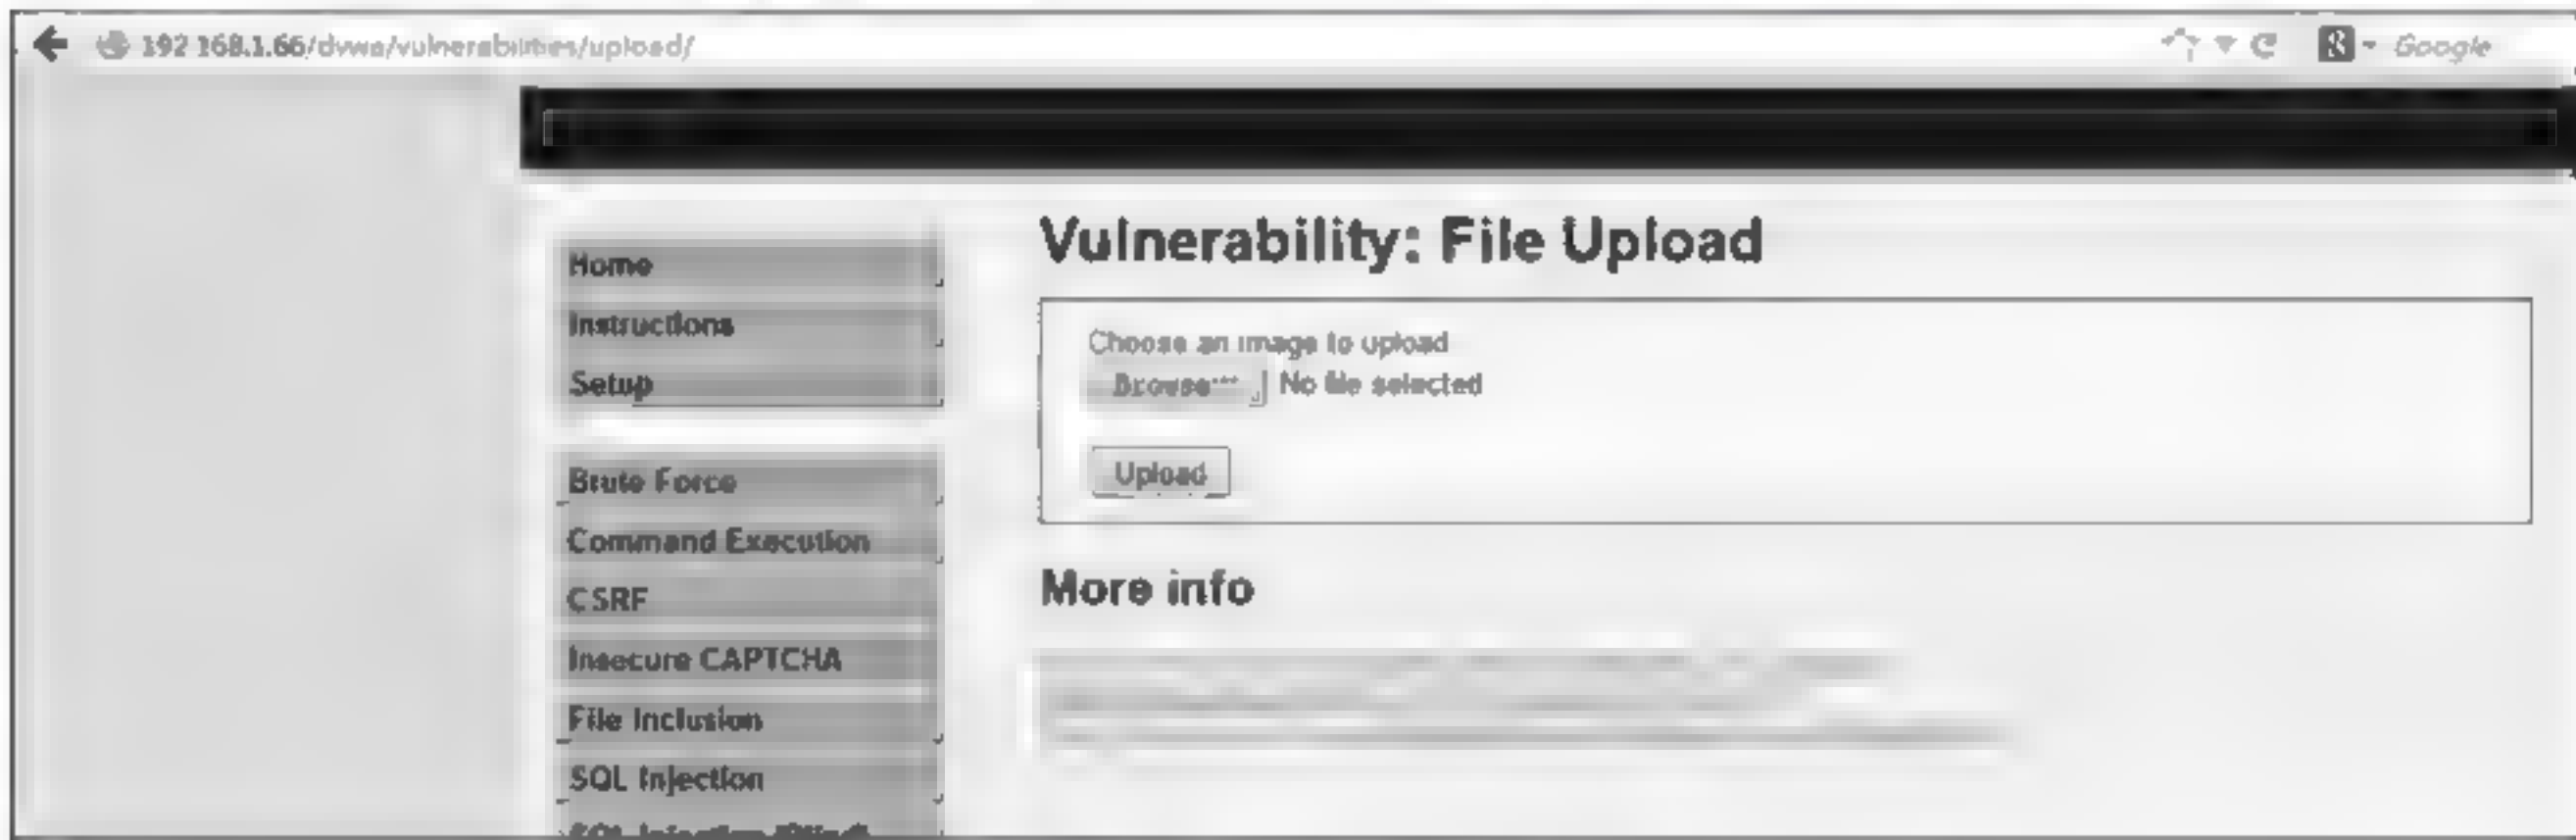 192 168.1.66/dvwa/vulnerabilities/upload/
Google
Home
Instructions
Setup
Brute Force
Command Execution
CSRF
Insecure CAPTCHA
File Inclusion
SQL Injection
Vulnerability: File Upload
Choose an image to upload
Browse... No file selected
Upload
More info